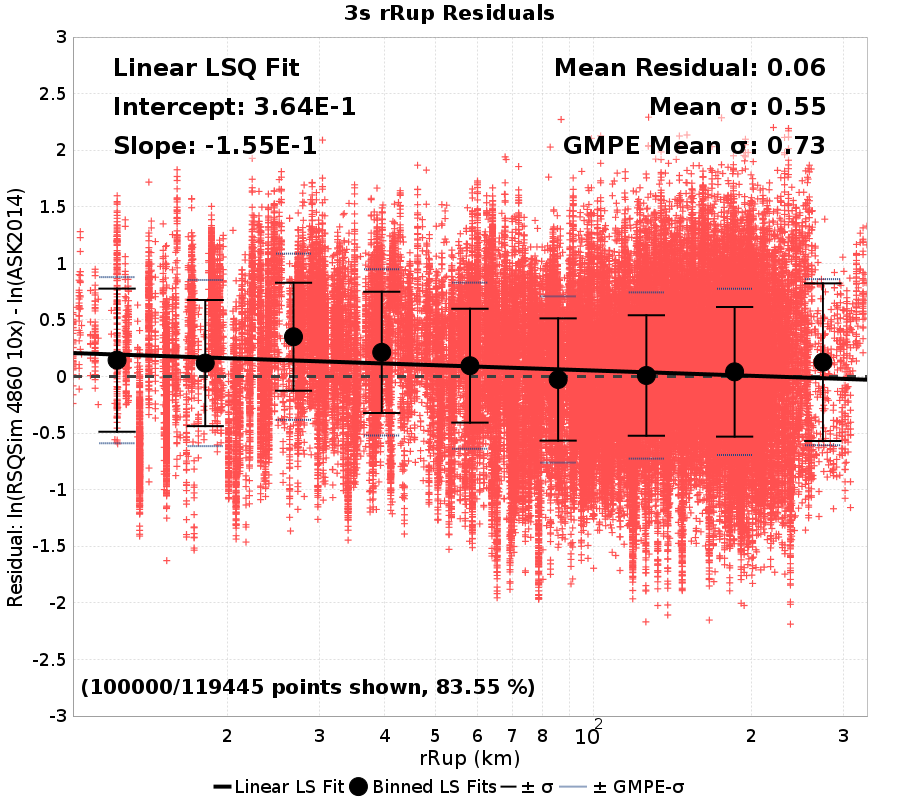 3s rRup Residuals
Linear LSQ Fit
Intercept: 3.64E-1
Slope: -1.55E-1
Mean Residual: 0.06
Mean σ: 0.55
GMPE Mean σ: 0.73
Residual: ln(RSQSim 4860 10x) - ln(ASK2014)
3
2.5
2
1.5
1
0.5
0
-0.5
-1
-1.5
-2
-2.5
-3
(100000/119445 points shown, 83.55 %)
2 3 4 5 6 7 8 10² 2 3
rRup (km)
Linear LS Fit Binned LS Fits ± σ ± GMPE-σ